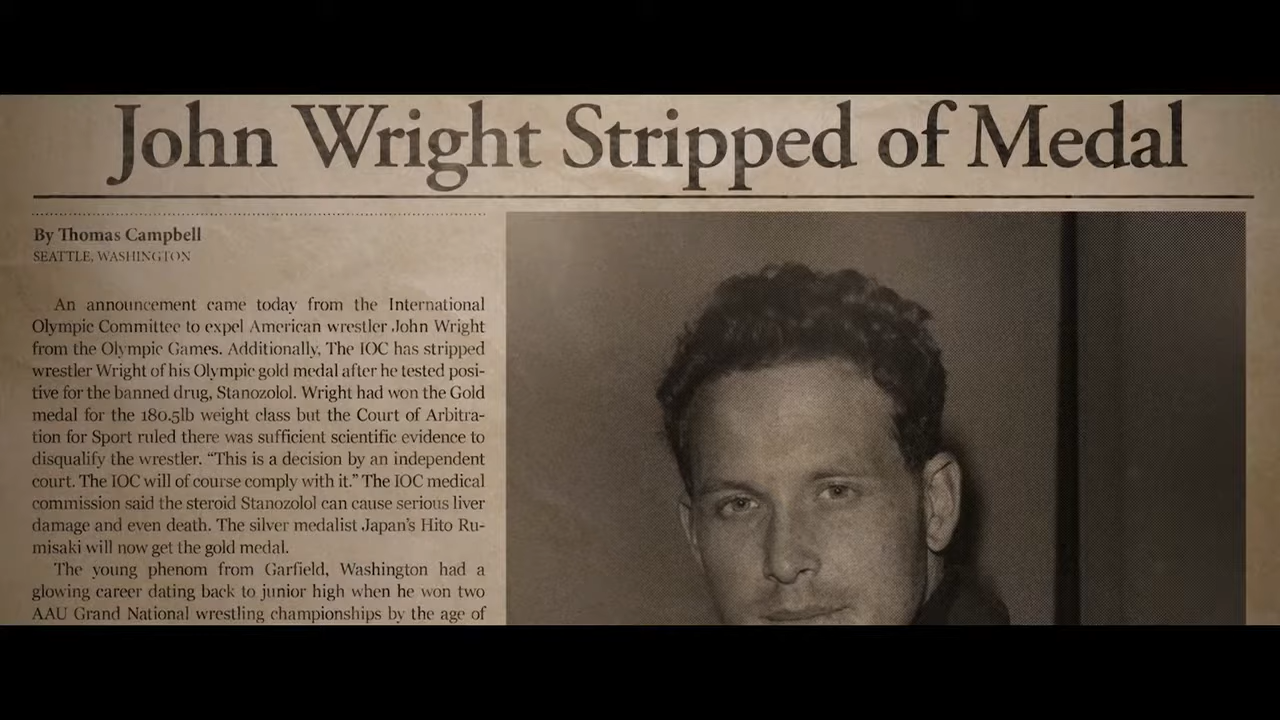 John Wright Stripped of Medal
By Thomas Campbell
SEATTLE, WASHINGTON
An announcement came today from the International
Olympic Committee to expel American wrestler John Wright
from the Olympic Games. Additionally, The IOC has stripped
wrestler Wright of his Olympic gold medal after he tested posi-
tive for the banned drug, Stanozolol. Wright had won the Gold
medal for the 180.5lb weight class but the Court of Arbitra-
tion for Sport ruled there was sufficient scientific evidence to
disqualify the wrestler. “This is a decision by an independent
court. The IOC will of course comply with it.” The IOC medical
commission said the steroid Stanozolol can cause serious liver
damage and even death. The silver medalist Japan’s Hito Ru-
misaki will now get the gold medal.
The young phenom from Garfield, Washington had a
glowing career dating back to junior high when he won two
AAU Grand National wrestling championships by the age of